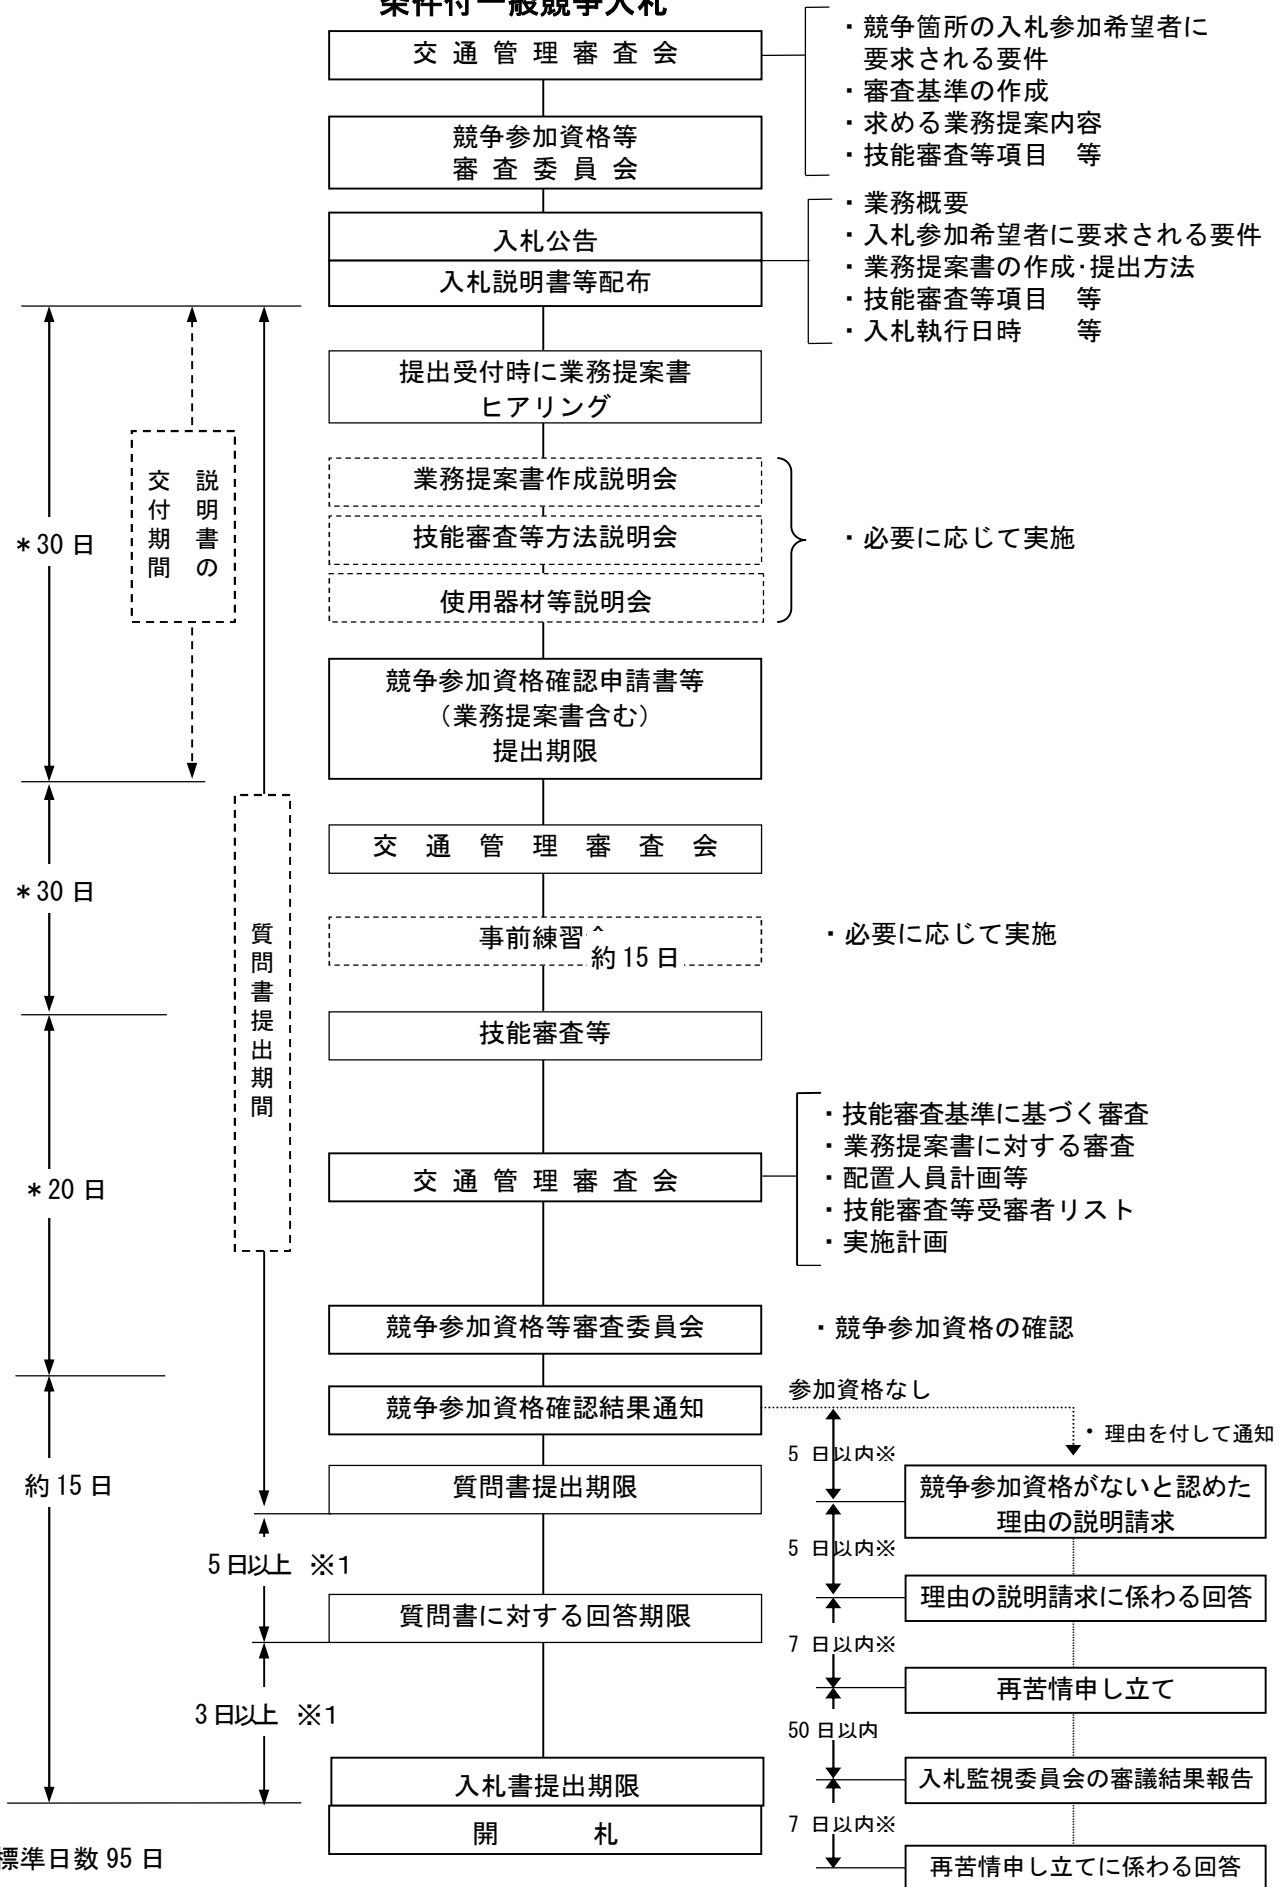 条件付一般競争入札
交通管理審査会
・競争箇所の入札参加希望者に
要求される要件
・審査基準の作成
・求める業務提案内容
・技能審査等項目　等
競争参加資格等
審査委員会
入札公告
入札説明書等配布
・業務概要
・入札参加希望者に要求される要件
・業務提案書の作成・提出方法
・技能審査等項目　等
・入札執行日時　　等
提出受付時に業務提案書
ヒアリング
業務提案書作成説明会
技能審査等方法説明会
使用器材等説明会
・必要に応じて実施
＊30日
説明書の
交付期間
競争参加資格確認申請書等
（業務提案書含む）
提出期限
交通管理審査会
＊30日
質問書提出期間
事前練習
約15日
・必要に応じて実施
技能審査等
＊20日
交通管理審査会
・技能審査基準に基づく審査
・業務提案書に対する審査
・配置人員計画等
・技能審査等受審者リスト
・実施計画
競争参加資格等審査委員会
・競争参加資格の確認
競争参加資格確認結果通知
参加資格なし
・理由を付して通知
約15日
5 日以内※
質問書提出期限
競争参加資格がないと認めた
理由の説明請求
5日以上 ※1
5 日以内※
質問書に対する回答期限
理由の説明請求に係わる回答
7 日以内※
3日以上 ※1
再苦情申し立て
50日以内
入札書提出期限
入札監視委員会の審議結果報告
開　　札
7 日以内※
標準日数95日
再苦情申し立てに係わる回答